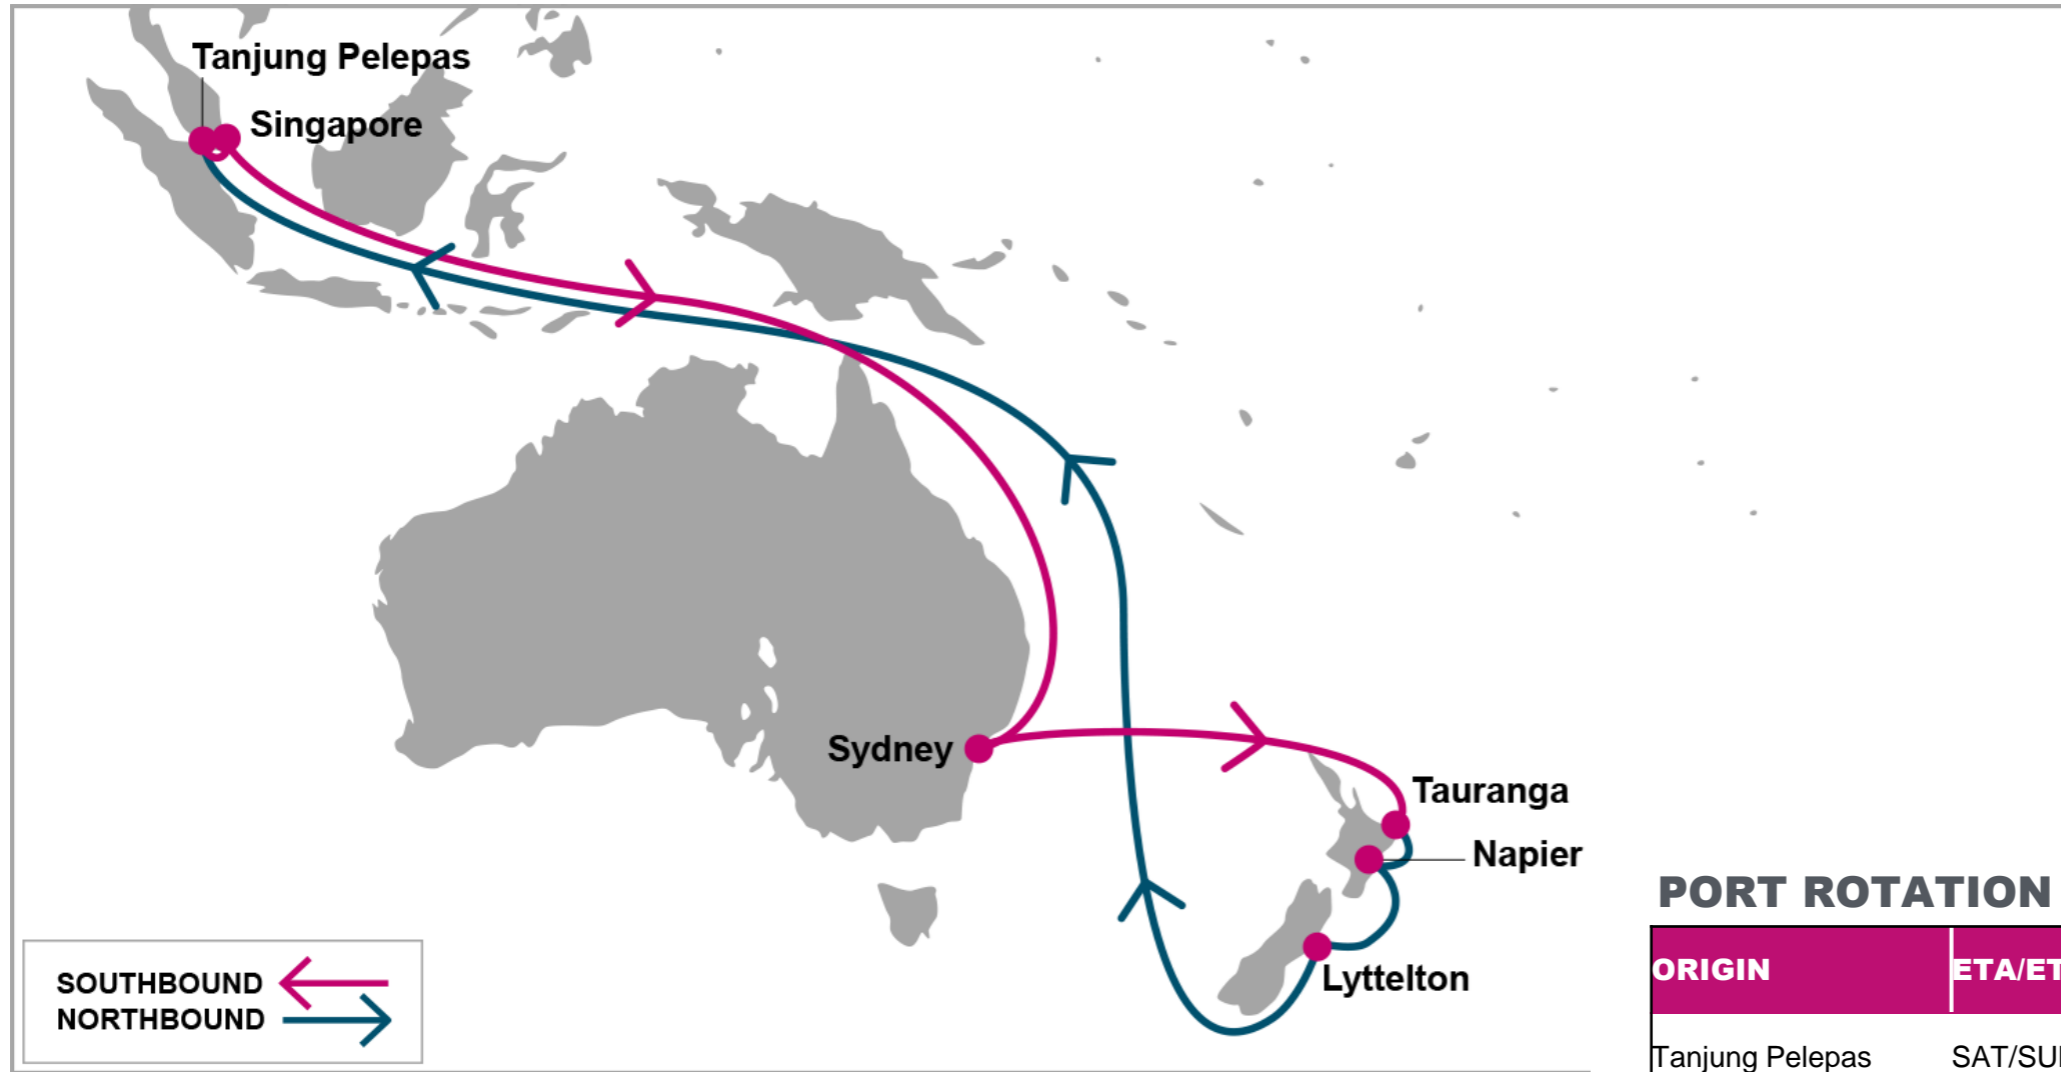 Tanjung Pelepas
Singapore
Sydney
Tauranga
Napier
Lyttelton
SOUTHBOUND
NORTHBOUND
PORT ROTATION
ORIGIN
Tanjung Pelepas